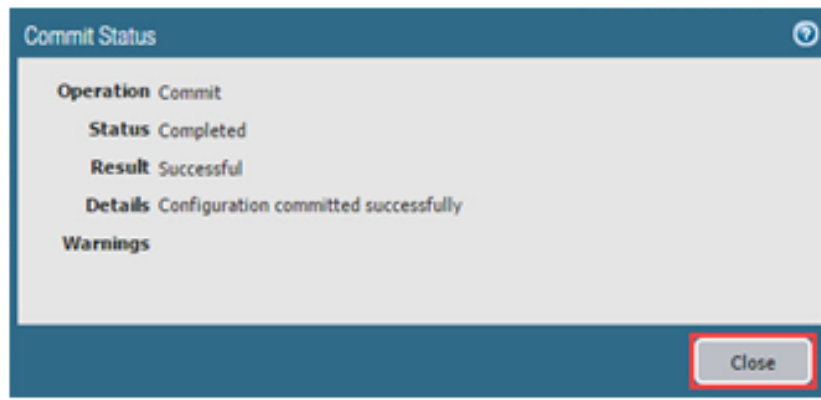 Commit Status
Operation Commit
Status Completed
Result Successful
Details Configuration committed successfully
Warnings
Close